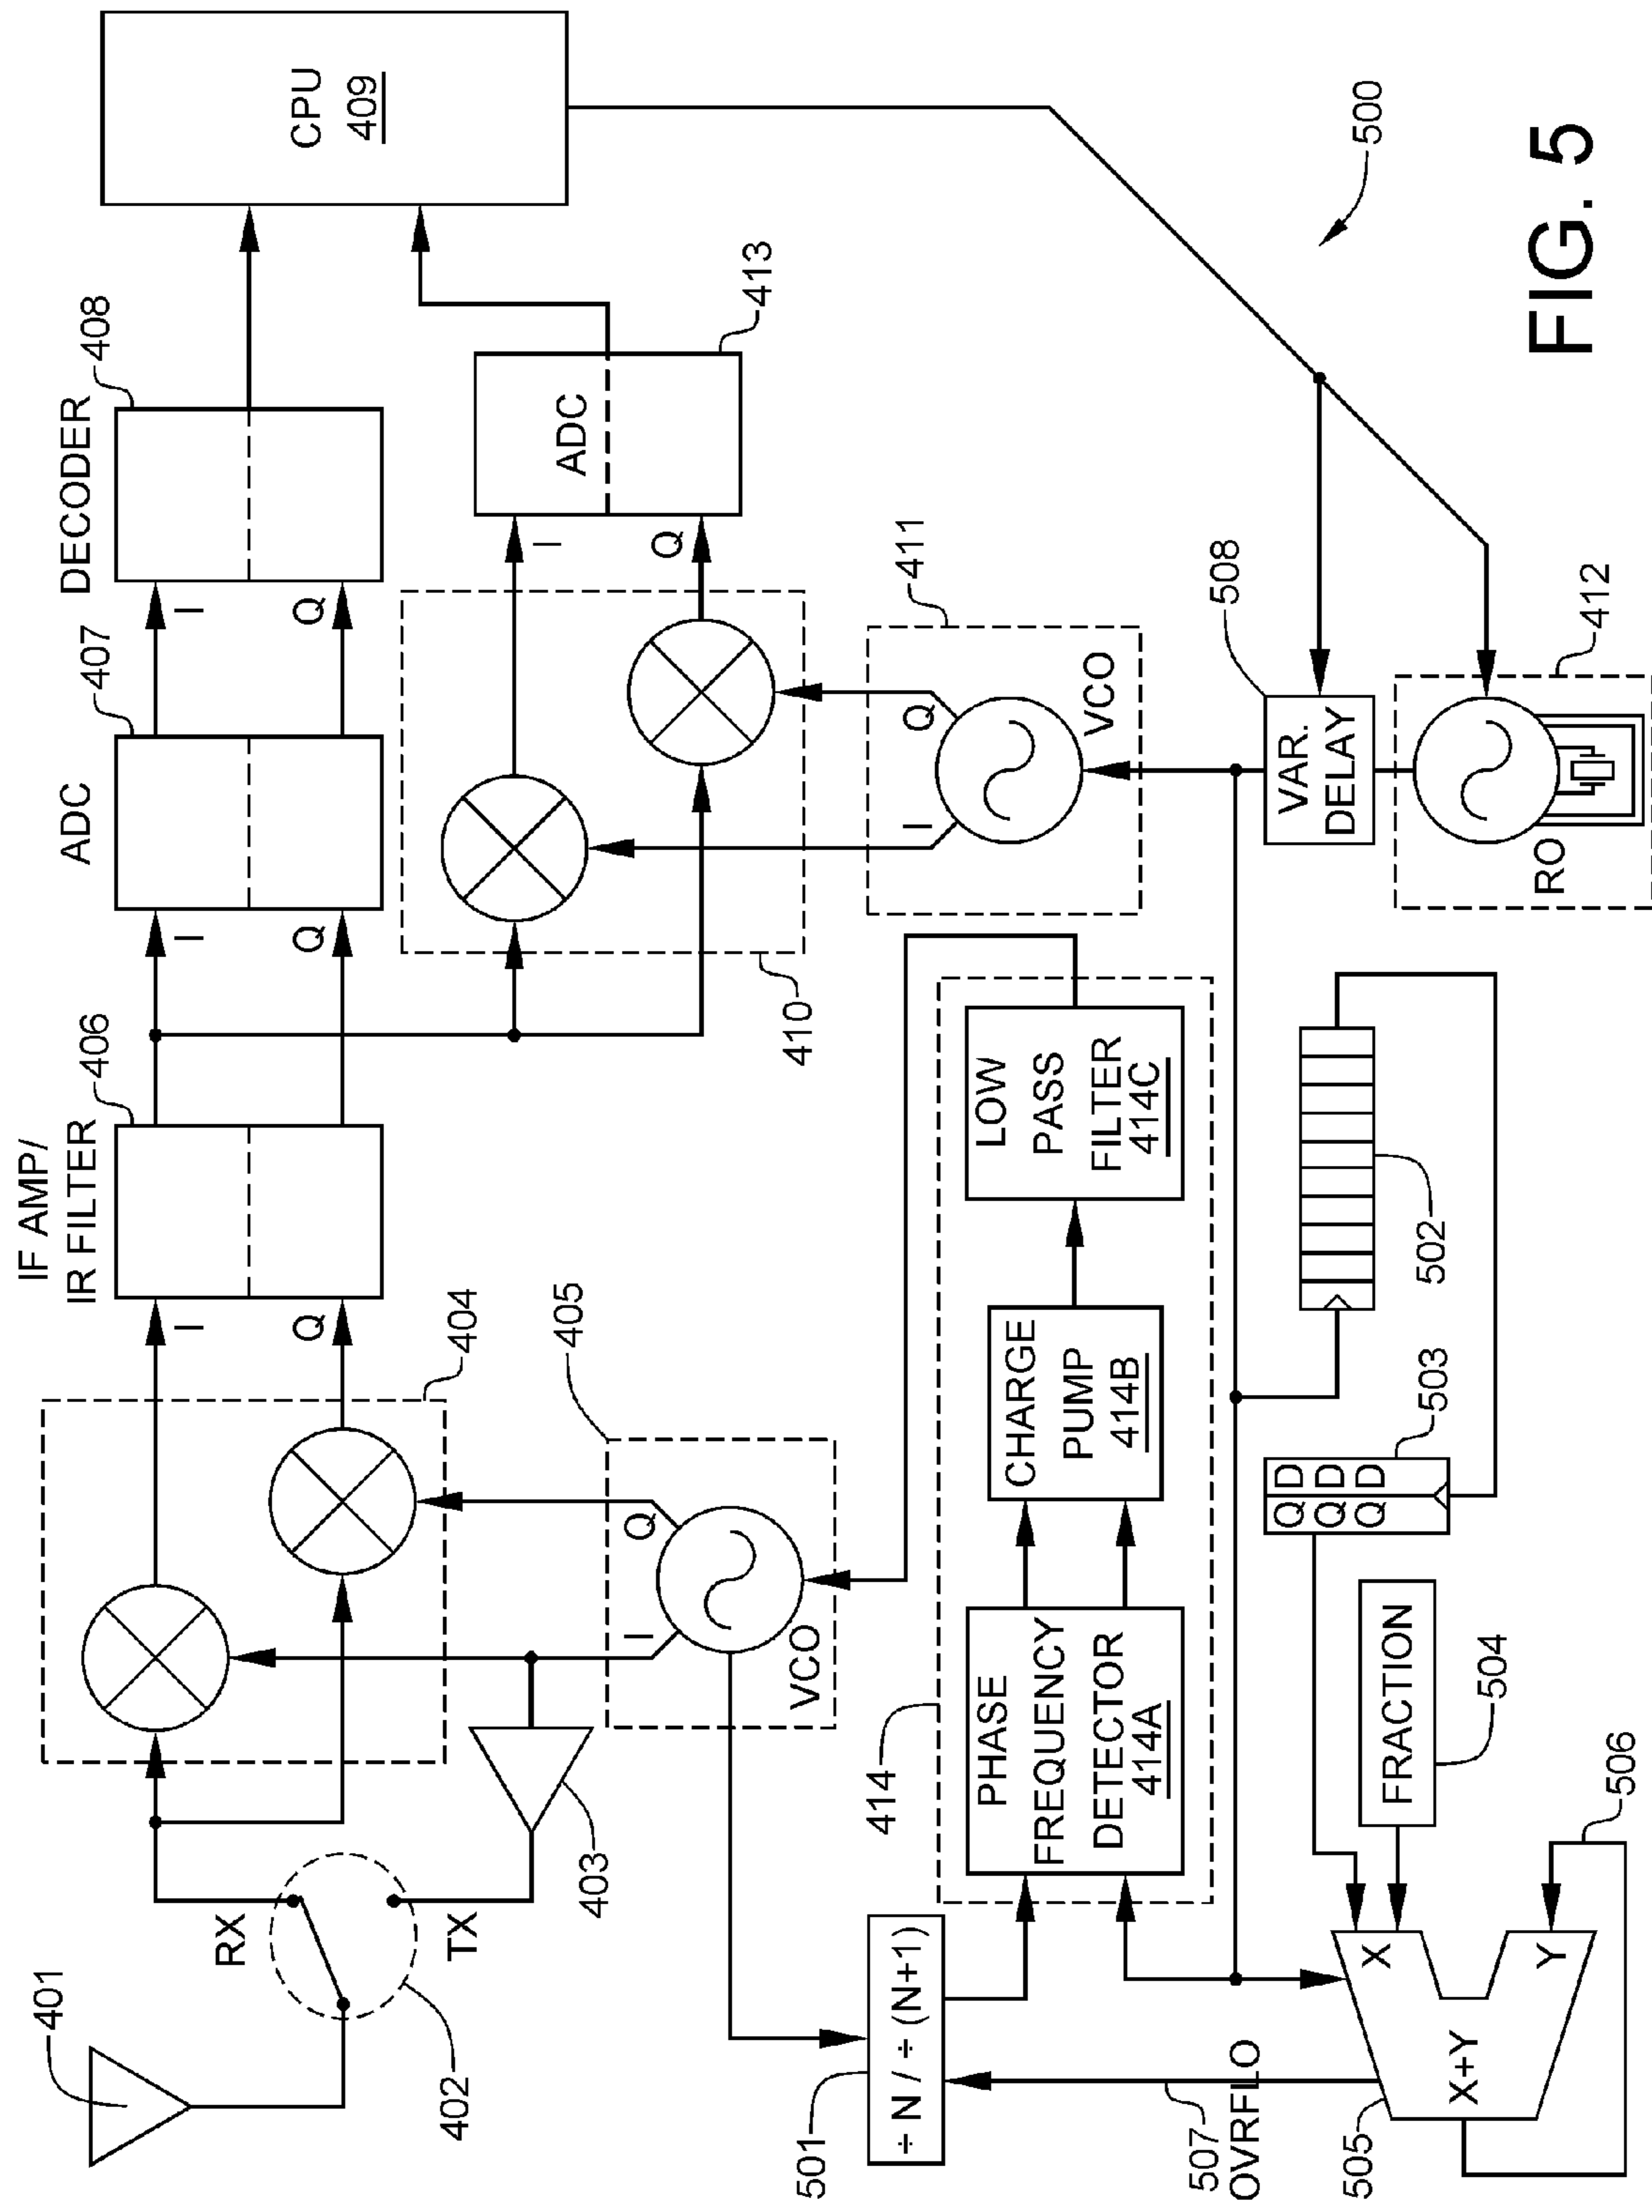 401
402
RX
TX
403
404
I
Q
VCO
405
IF AMP/
IR FILTER
406
I
Q
ADC
407
I
Q
DECODER
408
I
Q
CPU
409
410
I
Q
ADC
413
I
Q
VCO
411
501
÷ N / ÷ (N+1)
414
PHASE
FREQUENCY
DETECTOR
414A
CHARGE
PUMP
414B
LOW
PASS
FILTER
414C
507
OVRFLO
505
X+Y
X
Y
506
FRACTION
504
Q D
Q D
Q D
503
502
VAR.
DELAY
508
RO
412
500
FIG. 5